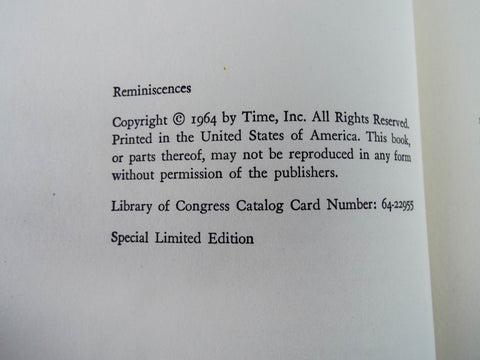 Reminiscences
Copyright © 1964 by Time, Inc. All Rights Reserved.
Printed in the United States of America. This book,
or parts thereof, may not be reproduced in any form
without permission of the publishers.
Library of Congress Catalog Card Number: 64-22955
Special Limited Edition